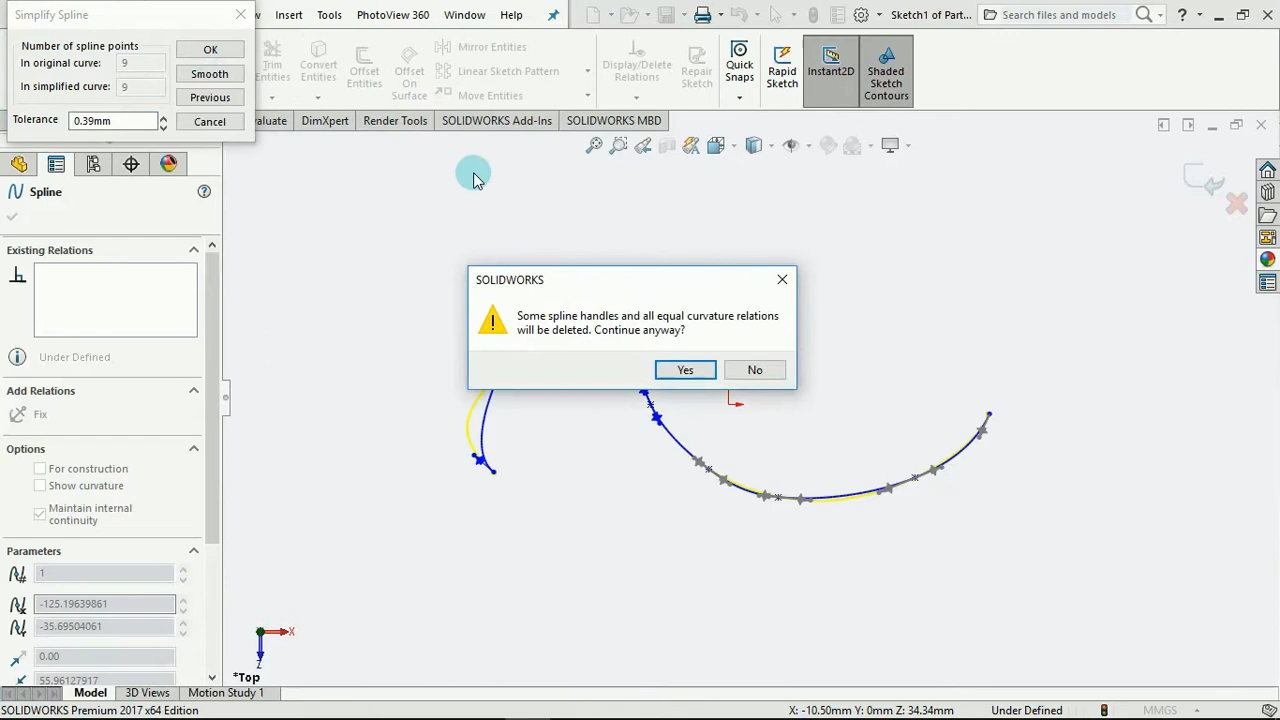 Simplify Spline
Insert Tools PhotoView 360 Window Help
Sketch1 of Part...
Search files and models
Number of spline points
In original curve: 9
In simplified curve: 9
Tolerance 0.39mm
OK
Smooth
Previous
Cancel
Trim Entities
Convert Entities
Offset Entities
Offset On Surface
Mirror Entities
Linear Sketch Pattern
Move Entities
Display/Delete Relations
Repair Sketch
Quick Snaps
Rapid Sketch
Instant2D
Shaded Sketch Contours
aluate DimXpert Render Tools SOLIDWORKS Add-Ins SOLIDWORKS MBD
Spline
Existing Relations
Under Defined
Add Relations
Fix
Options
For construction
Show curvature
Maintain internal
continuity
Parameters
1
-125.19639861
-35.69504061
0.00
55.96127917
SOLIDWORKS
Some spline handles and all equal curvature relations
will be deleted. Continue anyway?
Yes No
X
Z
*Top
Model 3D Views Motion Study 1
SOLIDWORKS Premium 2017 x64 Edition
X: -10.50mm Y: 0mm Z: 34.34mm Under Defined MMGS